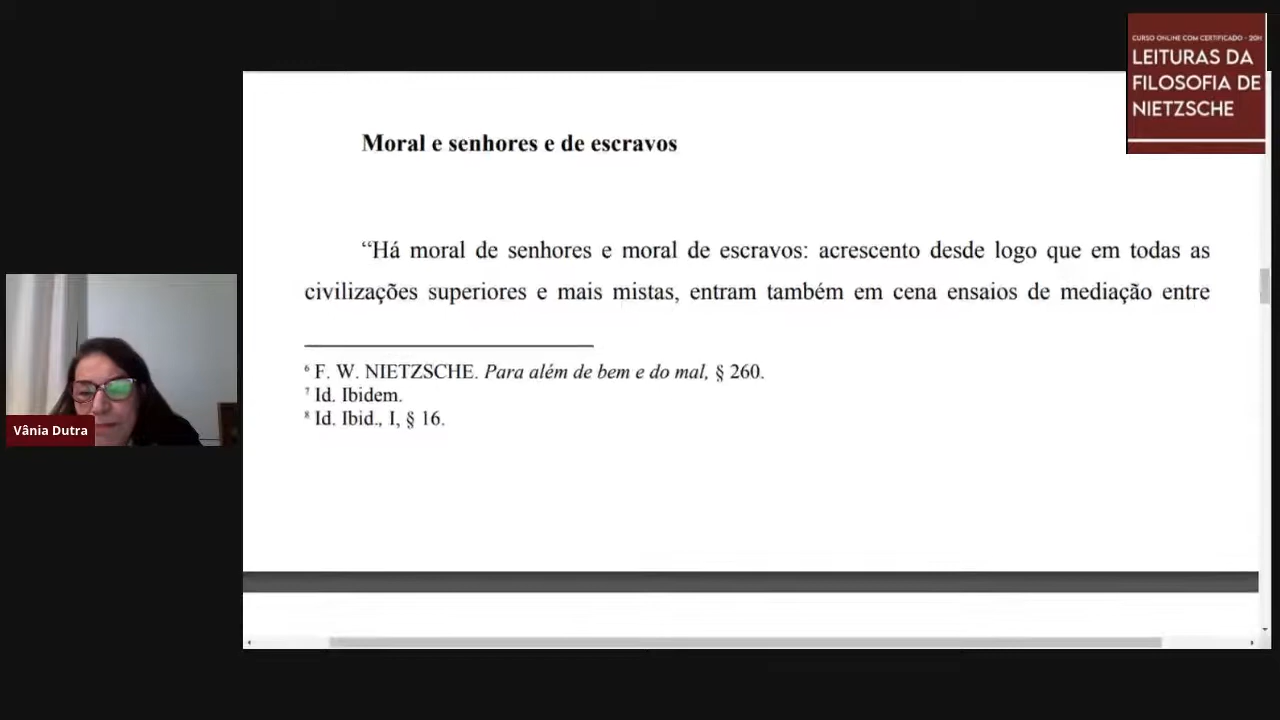 CURSO ONLINE COM CERTIFICADO - 20H
LEITURAS DA
FILOSOFIA DE
NIETZSCHE
Moral e senhores e de escravos
“Há moral de senhores e moral de escravos: acrescento desde logo que em todas as
civilizações superiores e mais mistas, entram também em cena ensaios de mediação entre
⁶ F. W. NIETZSCHE. Para além de bem e do mal, § 260.
⁷ Id. Ibidem.
⁸ Id. Ibid., I, § 16.
Vânia Dutra